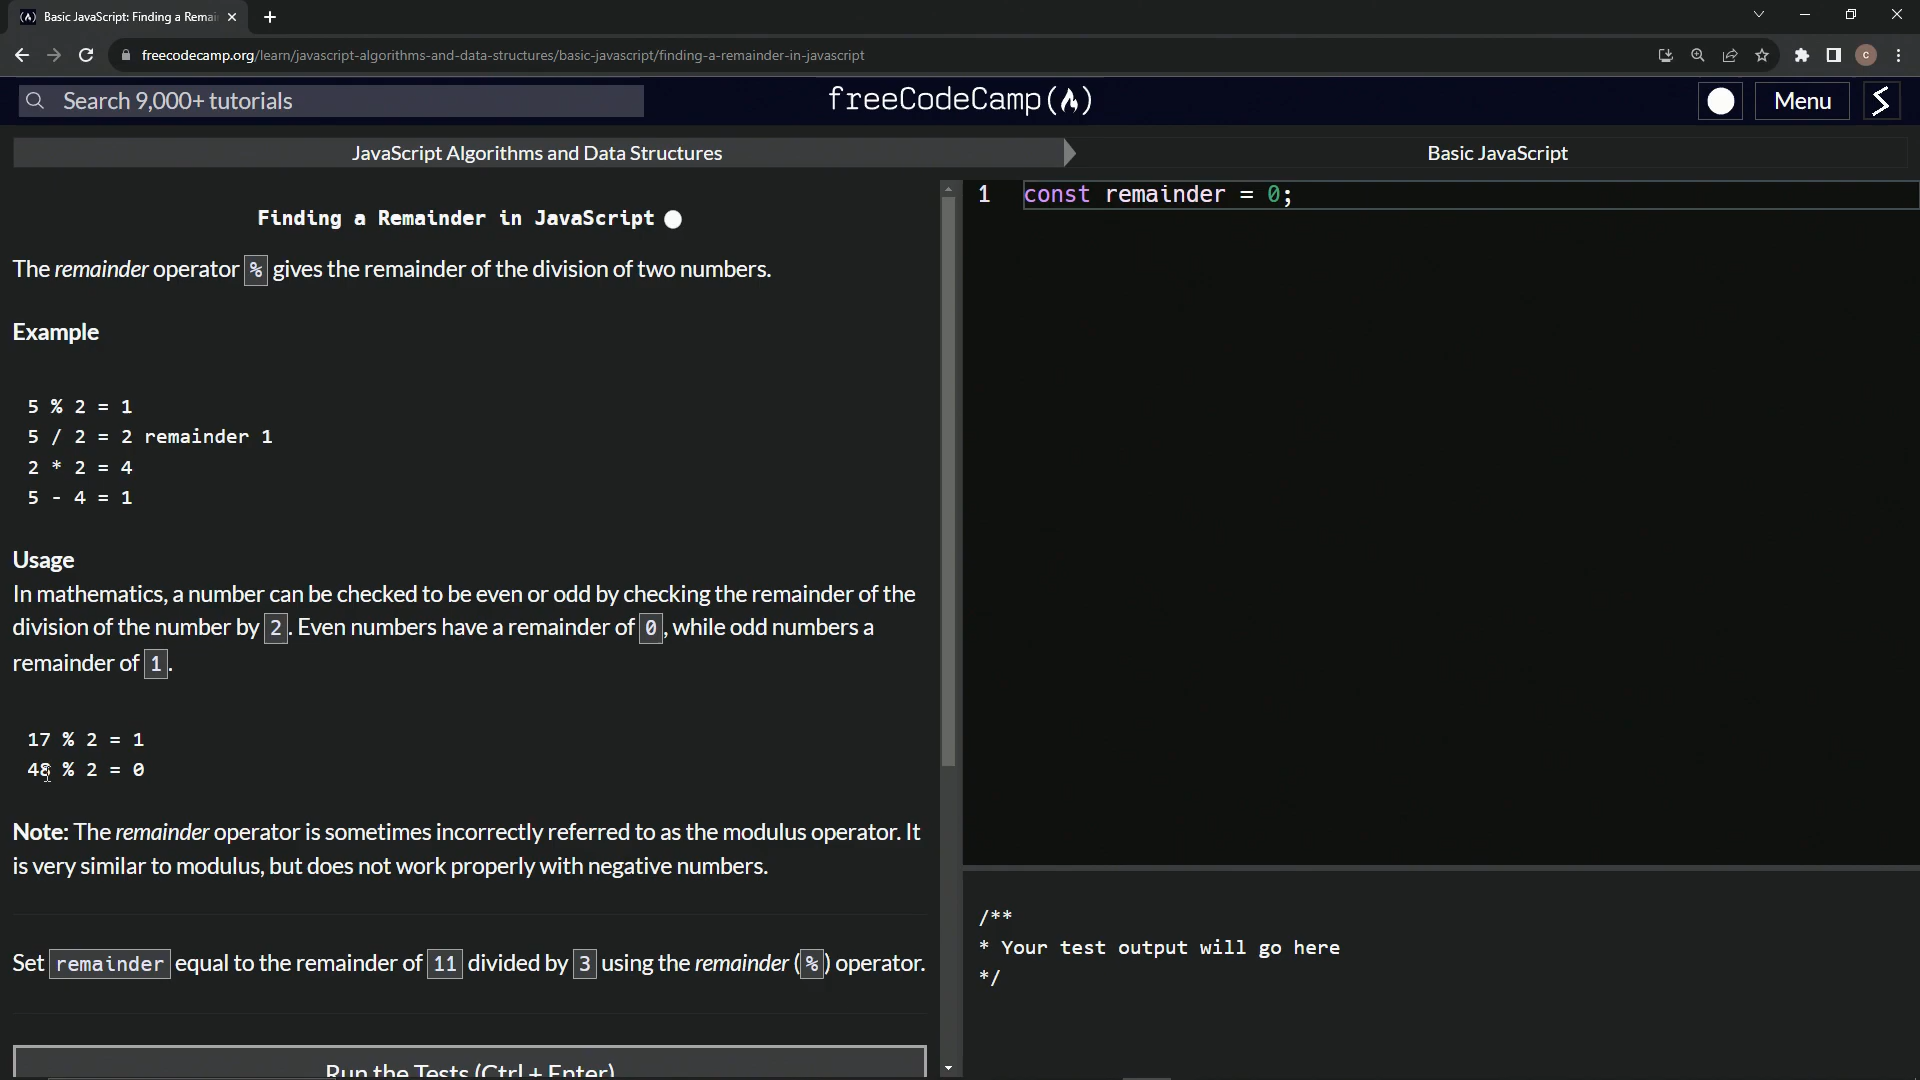 Basic JavaScript: Finding a Remai
freecodecamp.org/learn/javascript-algorithms-and-data-structures/basic-javascript/finding-a-remainder-in-javascript
C
Search 9,000+ tutorials
freeCodeCamp
Menu
JavaScript Algorithms and Data Structures
Basic JavaScript
Finding a Remainder in JavaScript
The remainder operator % gives the remainder of the division of two numbers.
Example
5 % 2 = 1
5 / 2 = 2 remainder 1
2 * 2 = 4
5 - 4 = 1
Usage
In mathematics, a number can be checked to be even or odd by checking the remainder of the
division of the number by 2. Even numbers have a remainder of 0, while odd numbers a
remainder of 1.
17 % 2 = 1
48 % 2 = 0
Note: The remainder operator is sometimes incorrectly referred to as the modulus operator. It
is very similar to modulus, but does not work properly with negative numbers.
Set remainder equal to the remainder of 11 divided by 3 using the remainder (%) operator.
Run the Tests (Ctrl + Enter)
1 const remainder = 0;
/**
* Your test output will go here
*/